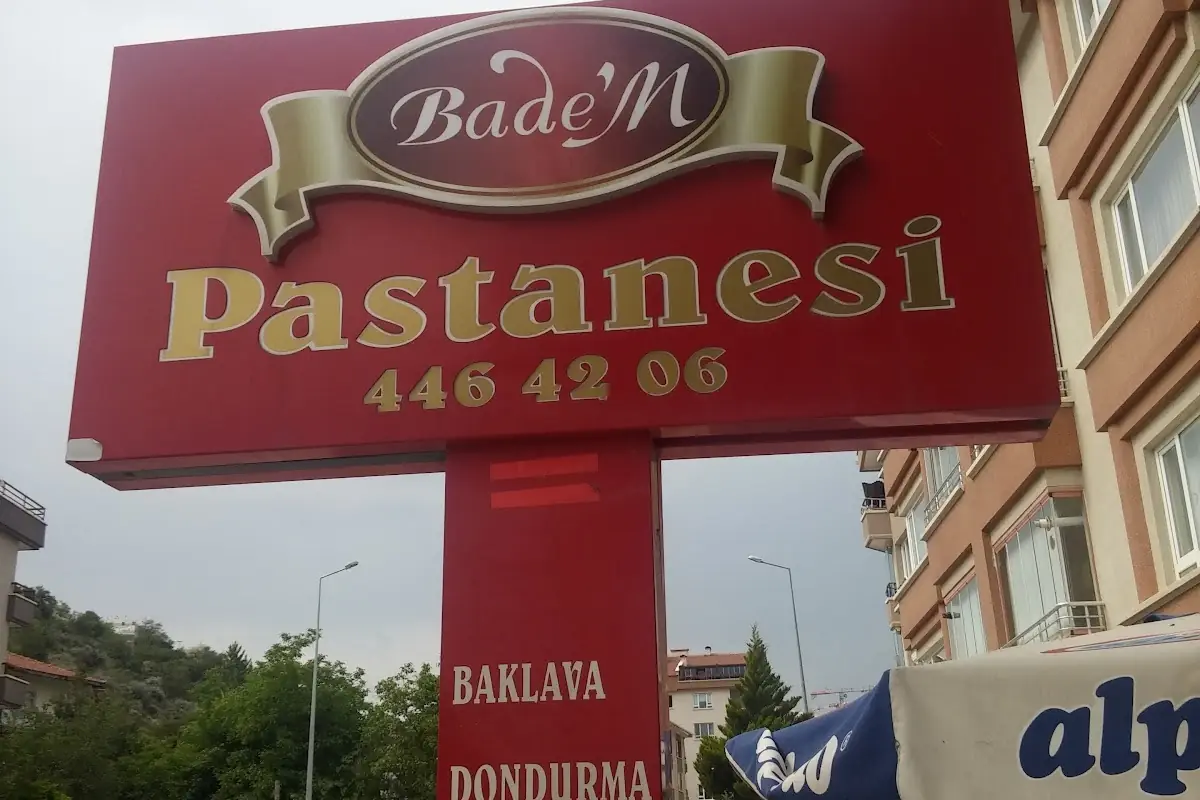 Bade'M
Pastanesi
446 42 06
BAKLAVA
DONDURMA
alp